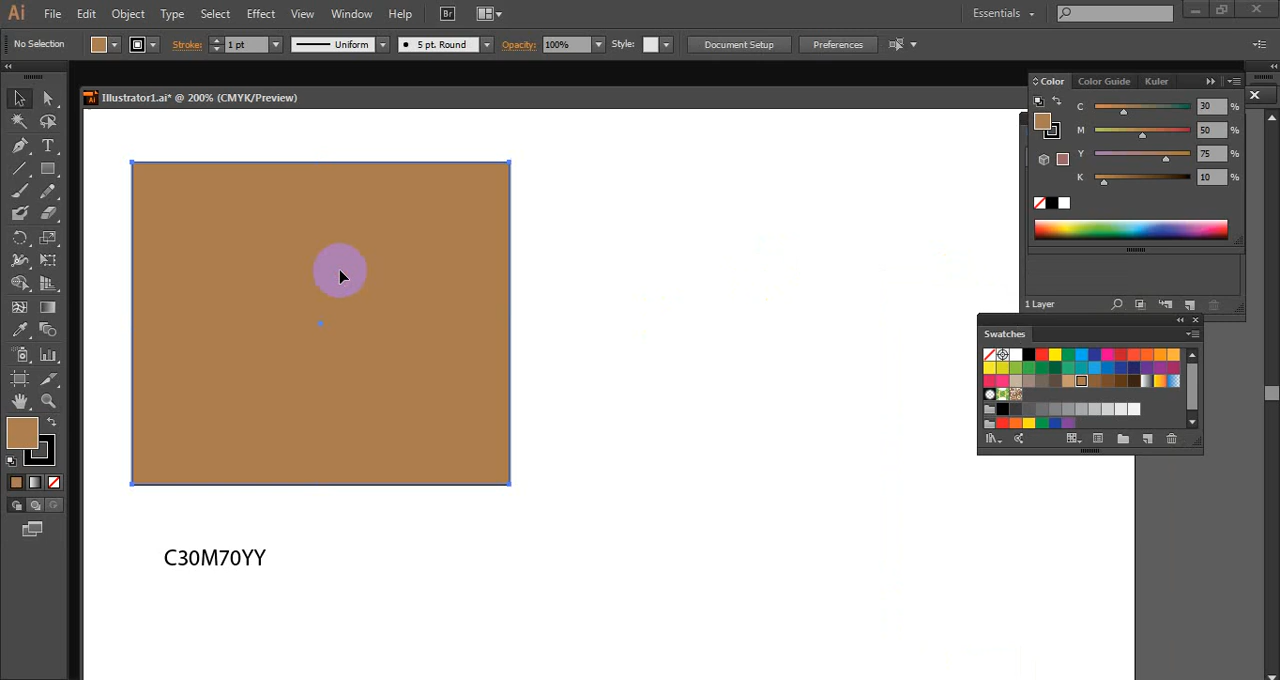 Ai File Edit Object Type Select Effect View Window Help Br Essentials
No Selection Stroke: 1 pt Uniform 5 pt. Round Opacity: 100% Style: Document Setup Preferences
Illustrator1.ai* @ 200% (CMYK/Preview)
Color Color Guide Kuler
C 30 %
M 50 %
Y 75 %
K 10 %
1 Layer
Swatches
C30M70YY